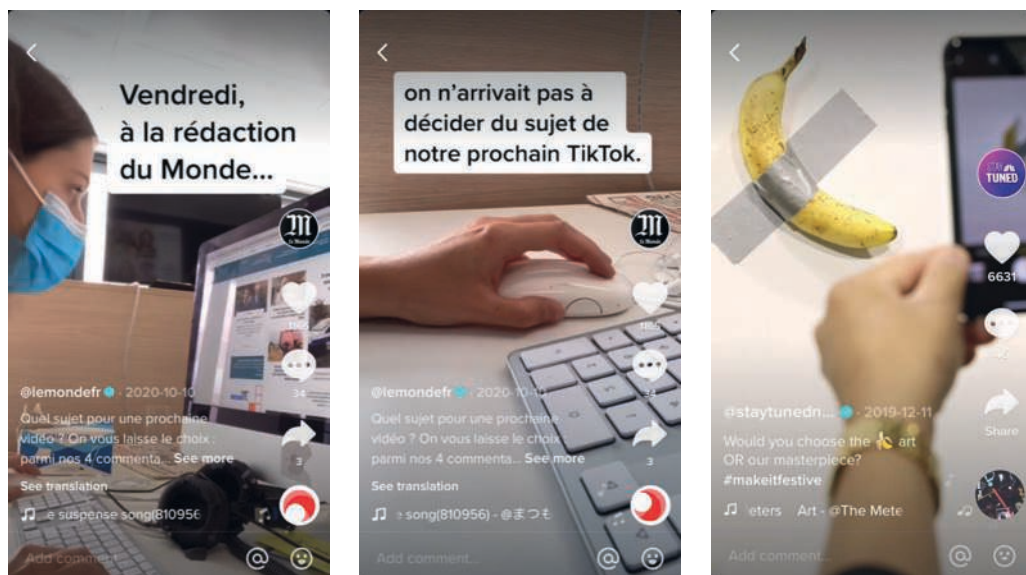 Vendredi,
à la rédaction
du Monde...
@lemondefr · 2020-10-10
Quel sujet pour une prochaine
vidéo ? On vous laisse le choix :
parmi nos 4 commenta... See more
See translation
e suspense song(810956
Add comment...
34
3
on n'arrivait pas à
décider du sujet de
notre prochain TikTok.
@lemondefr · 2020-10-10
Quel sujet pour une prochaine
vidéo ? On vous laisse le choix :
parmi nos 4 commenta... See more
See translation
song(810956) - @まつも
Add comment...
3
TUNED
6631
Share
@staytunedn... · 2019-12-11
Would you choose the 🍌 art
OR our masterpiece?
#makeitfestive
eters Art - @The Mete
Add comment...